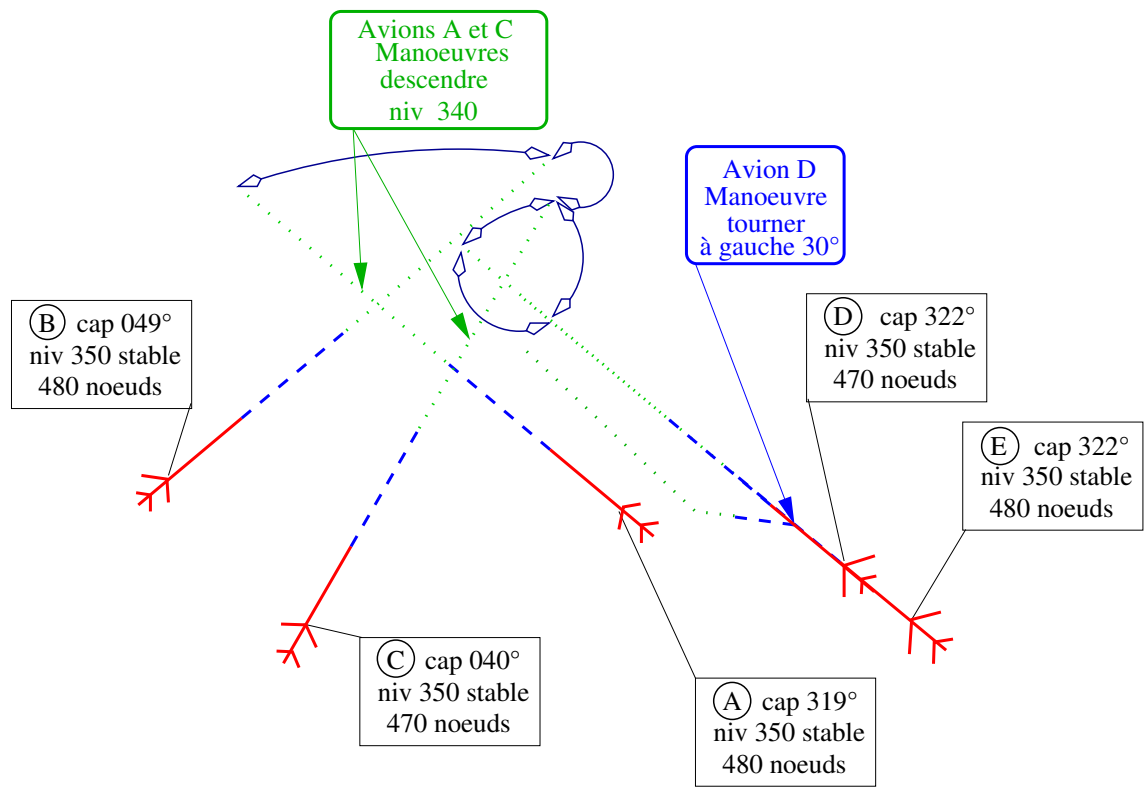 Avions A et C
Manoeuvres
descendre
niv 340
Avion D
Manoeuvre
tourner
à gauche 30°
B cap 049°
niv 350 stable
480 noeuds
D cap 322°
niv 350 stable
470 noeuds
E cap 322°
niv 350 stable
480 noeuds
C cap 040°
niv 350 stable
470 noeuds
A cap 319°
niv 350 stable
480 noeuds